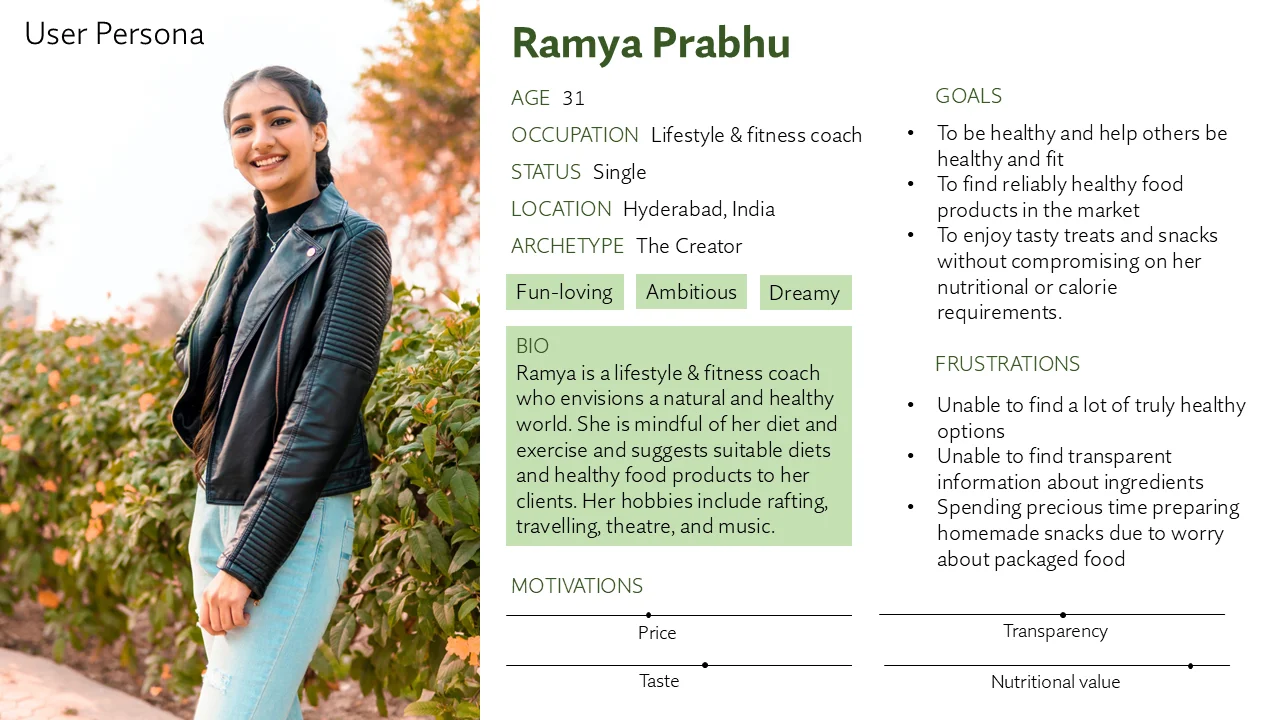 User Persona
Ramya Prabhu
AGE 31
OCCUPATION Lifestyle & fitness coach
STATUS Single
LOCATION Hyderabad, India
ARCHETYPE The Creator
Fun-loving
Ambitious
Dreamy
BIO
Ramya is a lifestyle & fitness coach
who envisions a natural and healthy
world. She is mindful of her diet and
exercise and suggests suitable diets
and healthy food products to her
clients. Her hobbies include rafting,
travelling, theatre, and music.
GOALS
• To be healthy and help others be
healthy and fit
• To find reliably healthy food
products in the market
• To enjoy tasty treats and snacks
without compromising on her
nutritional or calorie
requirements.
FRUSTRATIONS
• Unable to find a lot of truly healthy
options
• Unable to find transparent
information about ingredients
• Spending precious time preparing
homemade snacks due to worry
about packaged food
MOTIVATIONS
Price
Transparency
Taste
Nutritional value